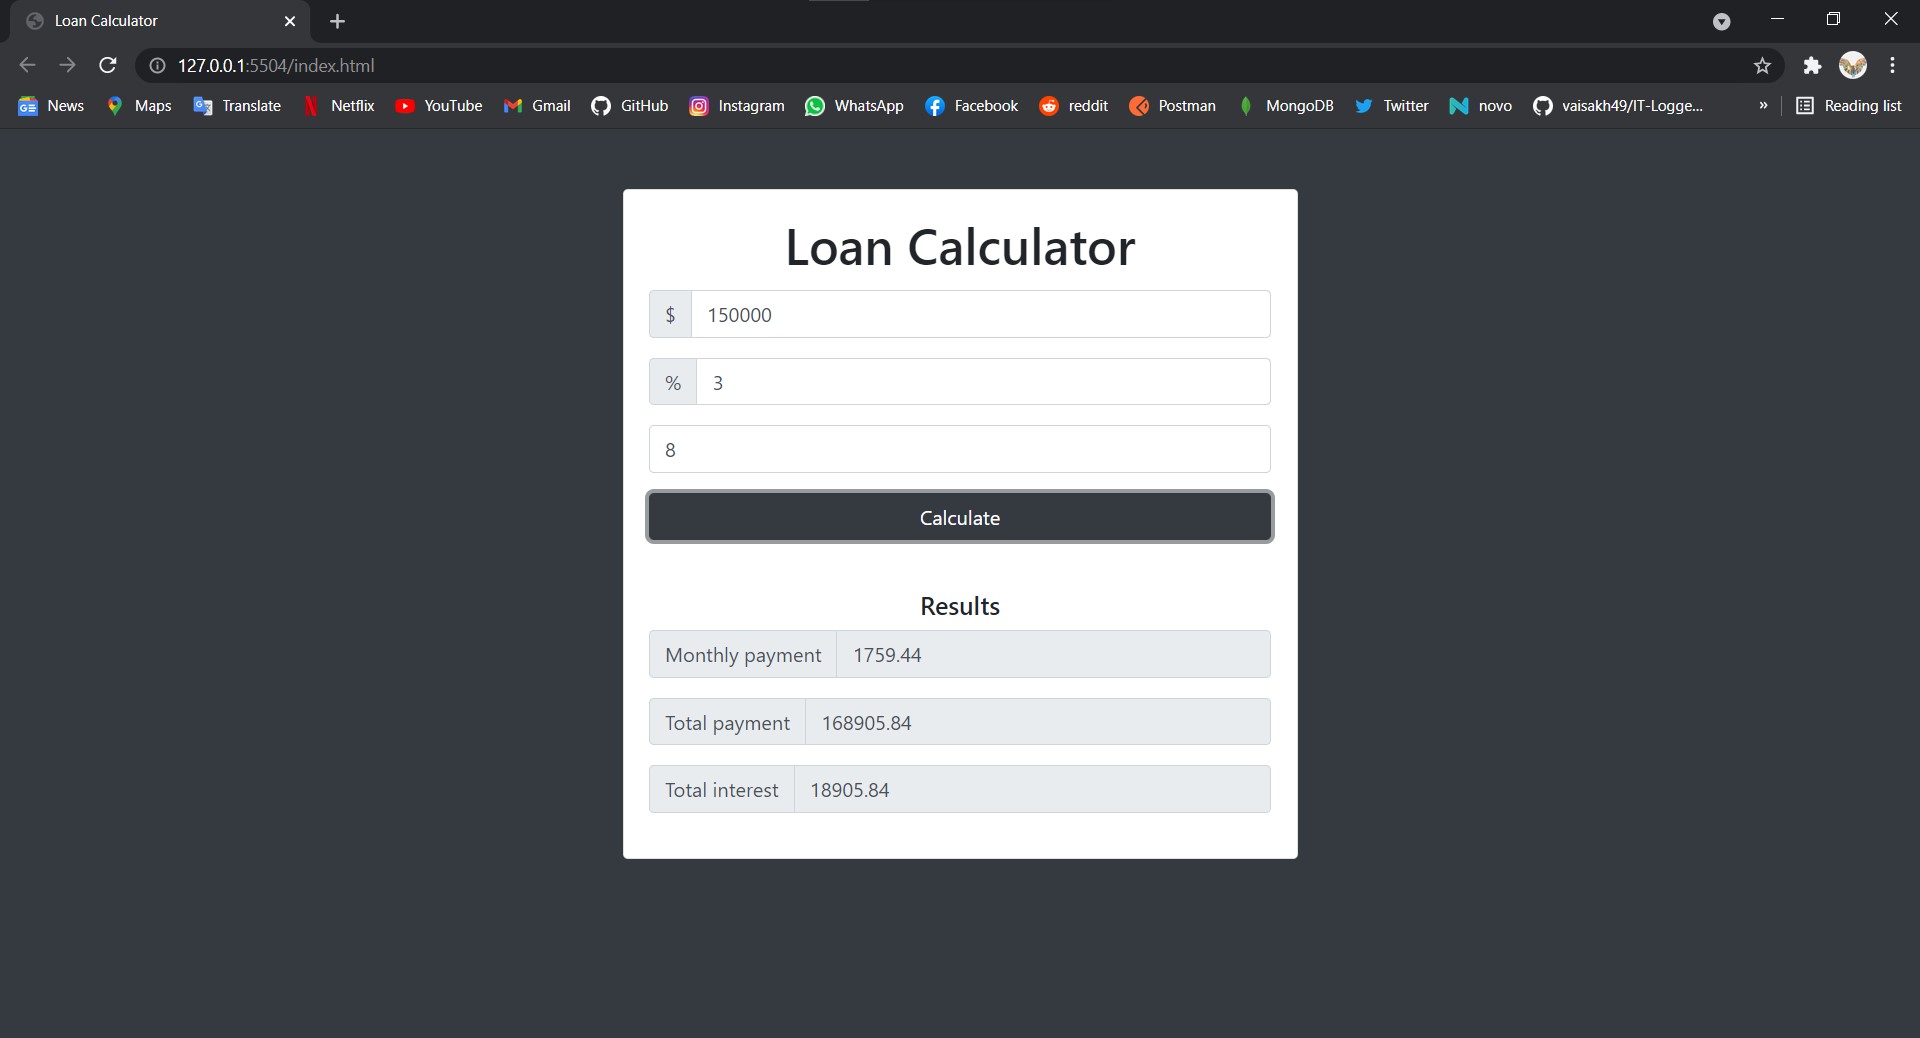 Loan Calculator
127.0.0.1:5504/index.html
News Maps Translate Netflix YouTube Gmail GitHub Instagram WhatsApp Facebook reddit Postman MongoDB Twitter novo vaisakh49/IT-Logge... » Reading list
Loan Calculator
$ 150000
% 3
8
Calculate
Results
Monthly payment 1759.44
Total payment 168905.84
Total interest 18905.84